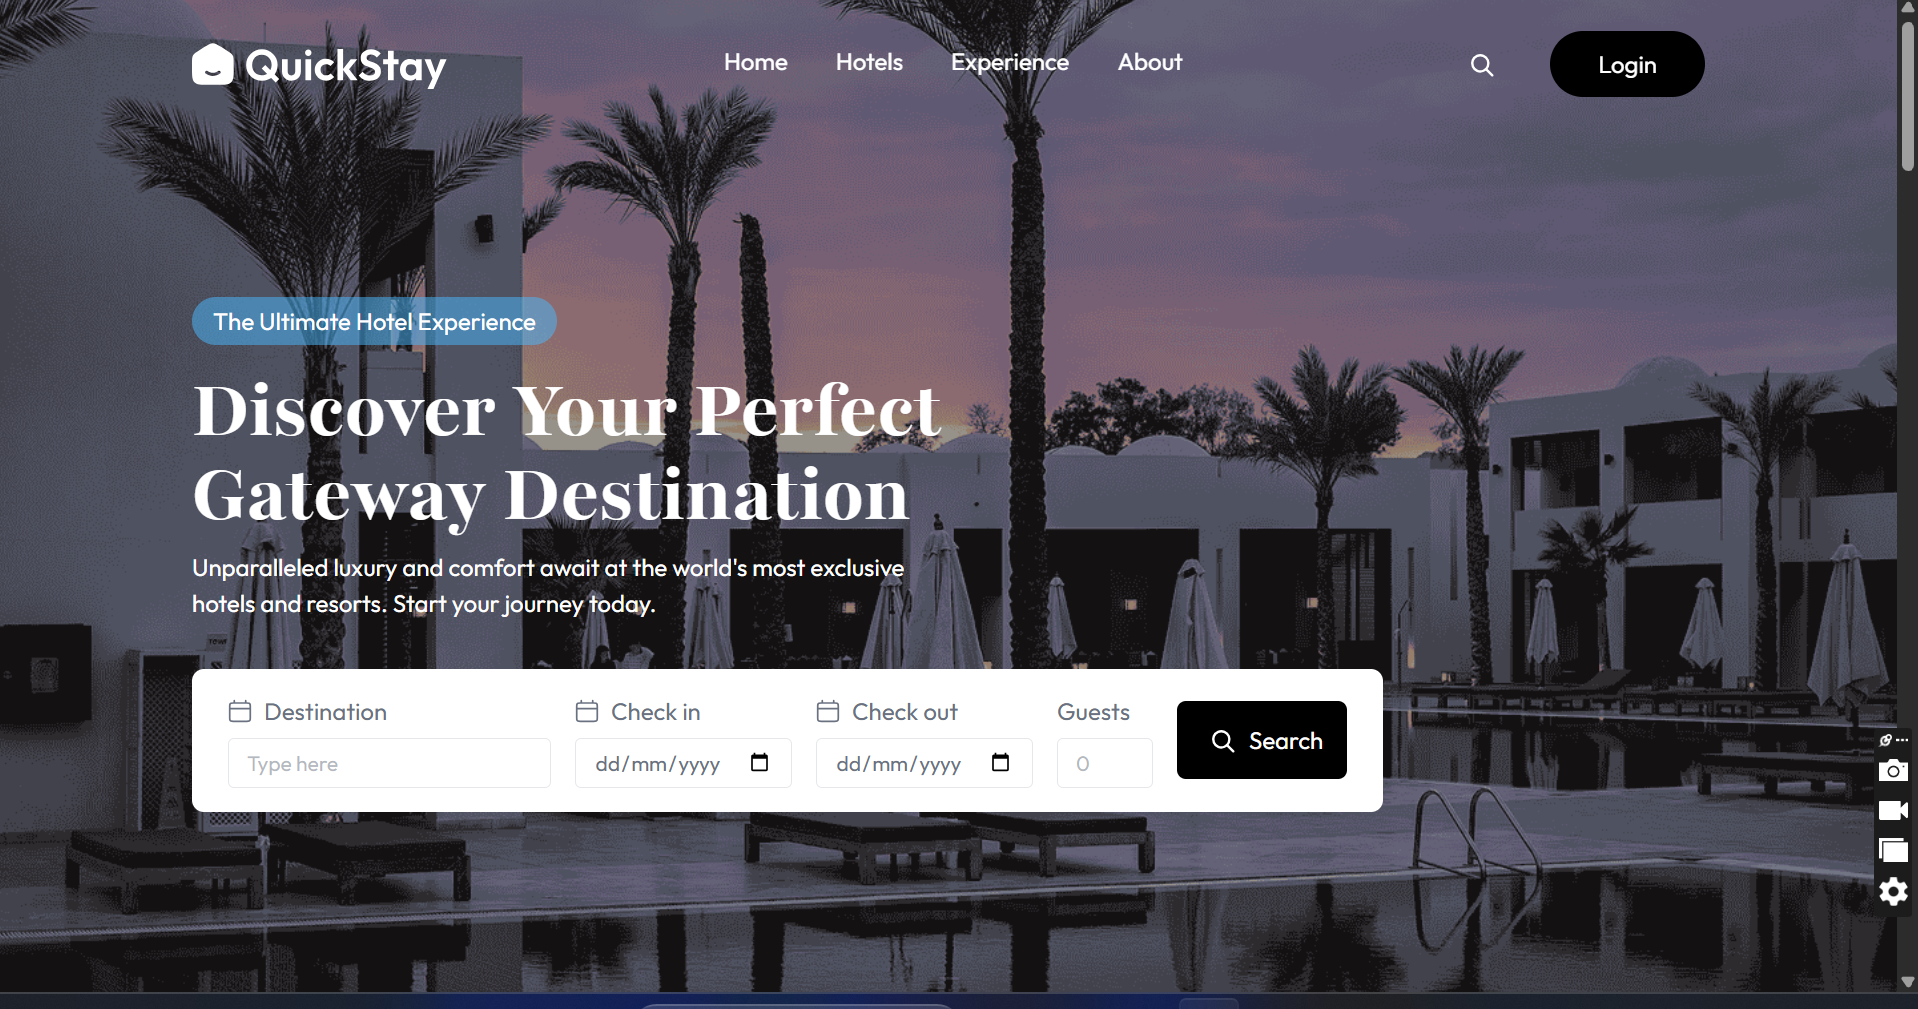 QuickStay
Home Hotels Experience About
Login
The Ultimate Hotel Experience
Discover Your Perfect
Gateway Destination
Unparalleled luxury and comfort await at the world's most exclusive
hotels and resorts. Start your journey today.
Destination Check in Check out Guests
Type here dd/mm/yyyy dd/mm/yyyy 0
Search